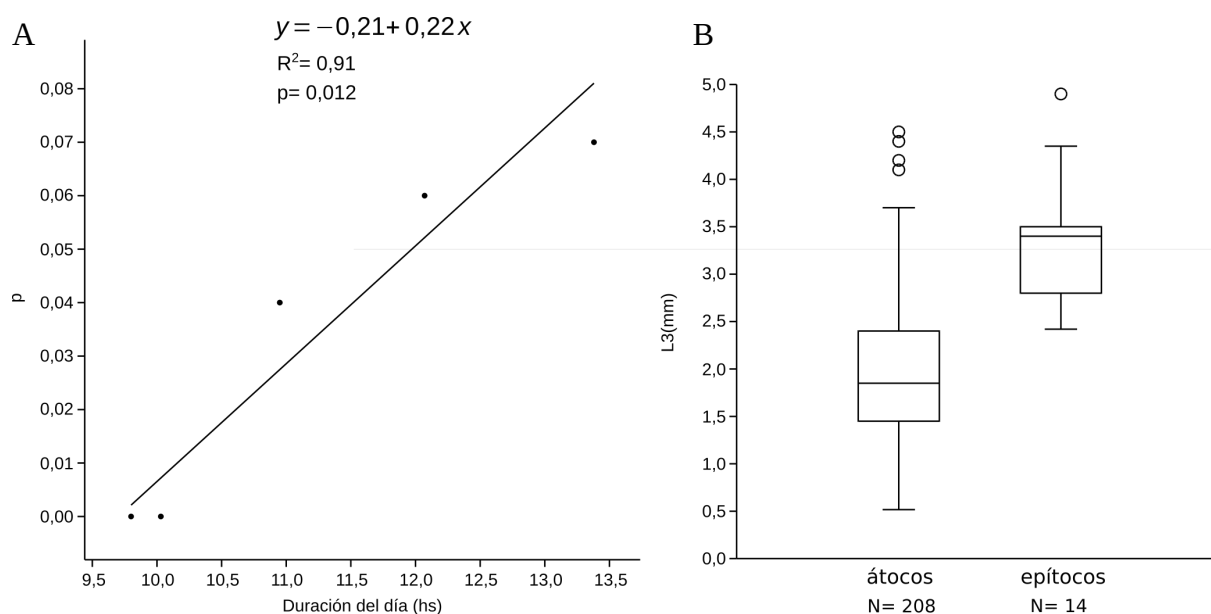 A
y = −0,21+ 0,22 x
R²= 0,91
p= 0,012
0,08
0,07
0,06
0,05
0,04
0,03
0,02
0,01
0,00
p
9,5 10,0 10,5 11,0 11,5 12,0 12,5 13,0 13,5
Duración del día (hs)
B
5,0
4,5
4,0
3,5
3,0
2,5
2,0
1,5
1,0
0,5
0,0
L3(mm)
átocos epítocos
N= 208 N= 14